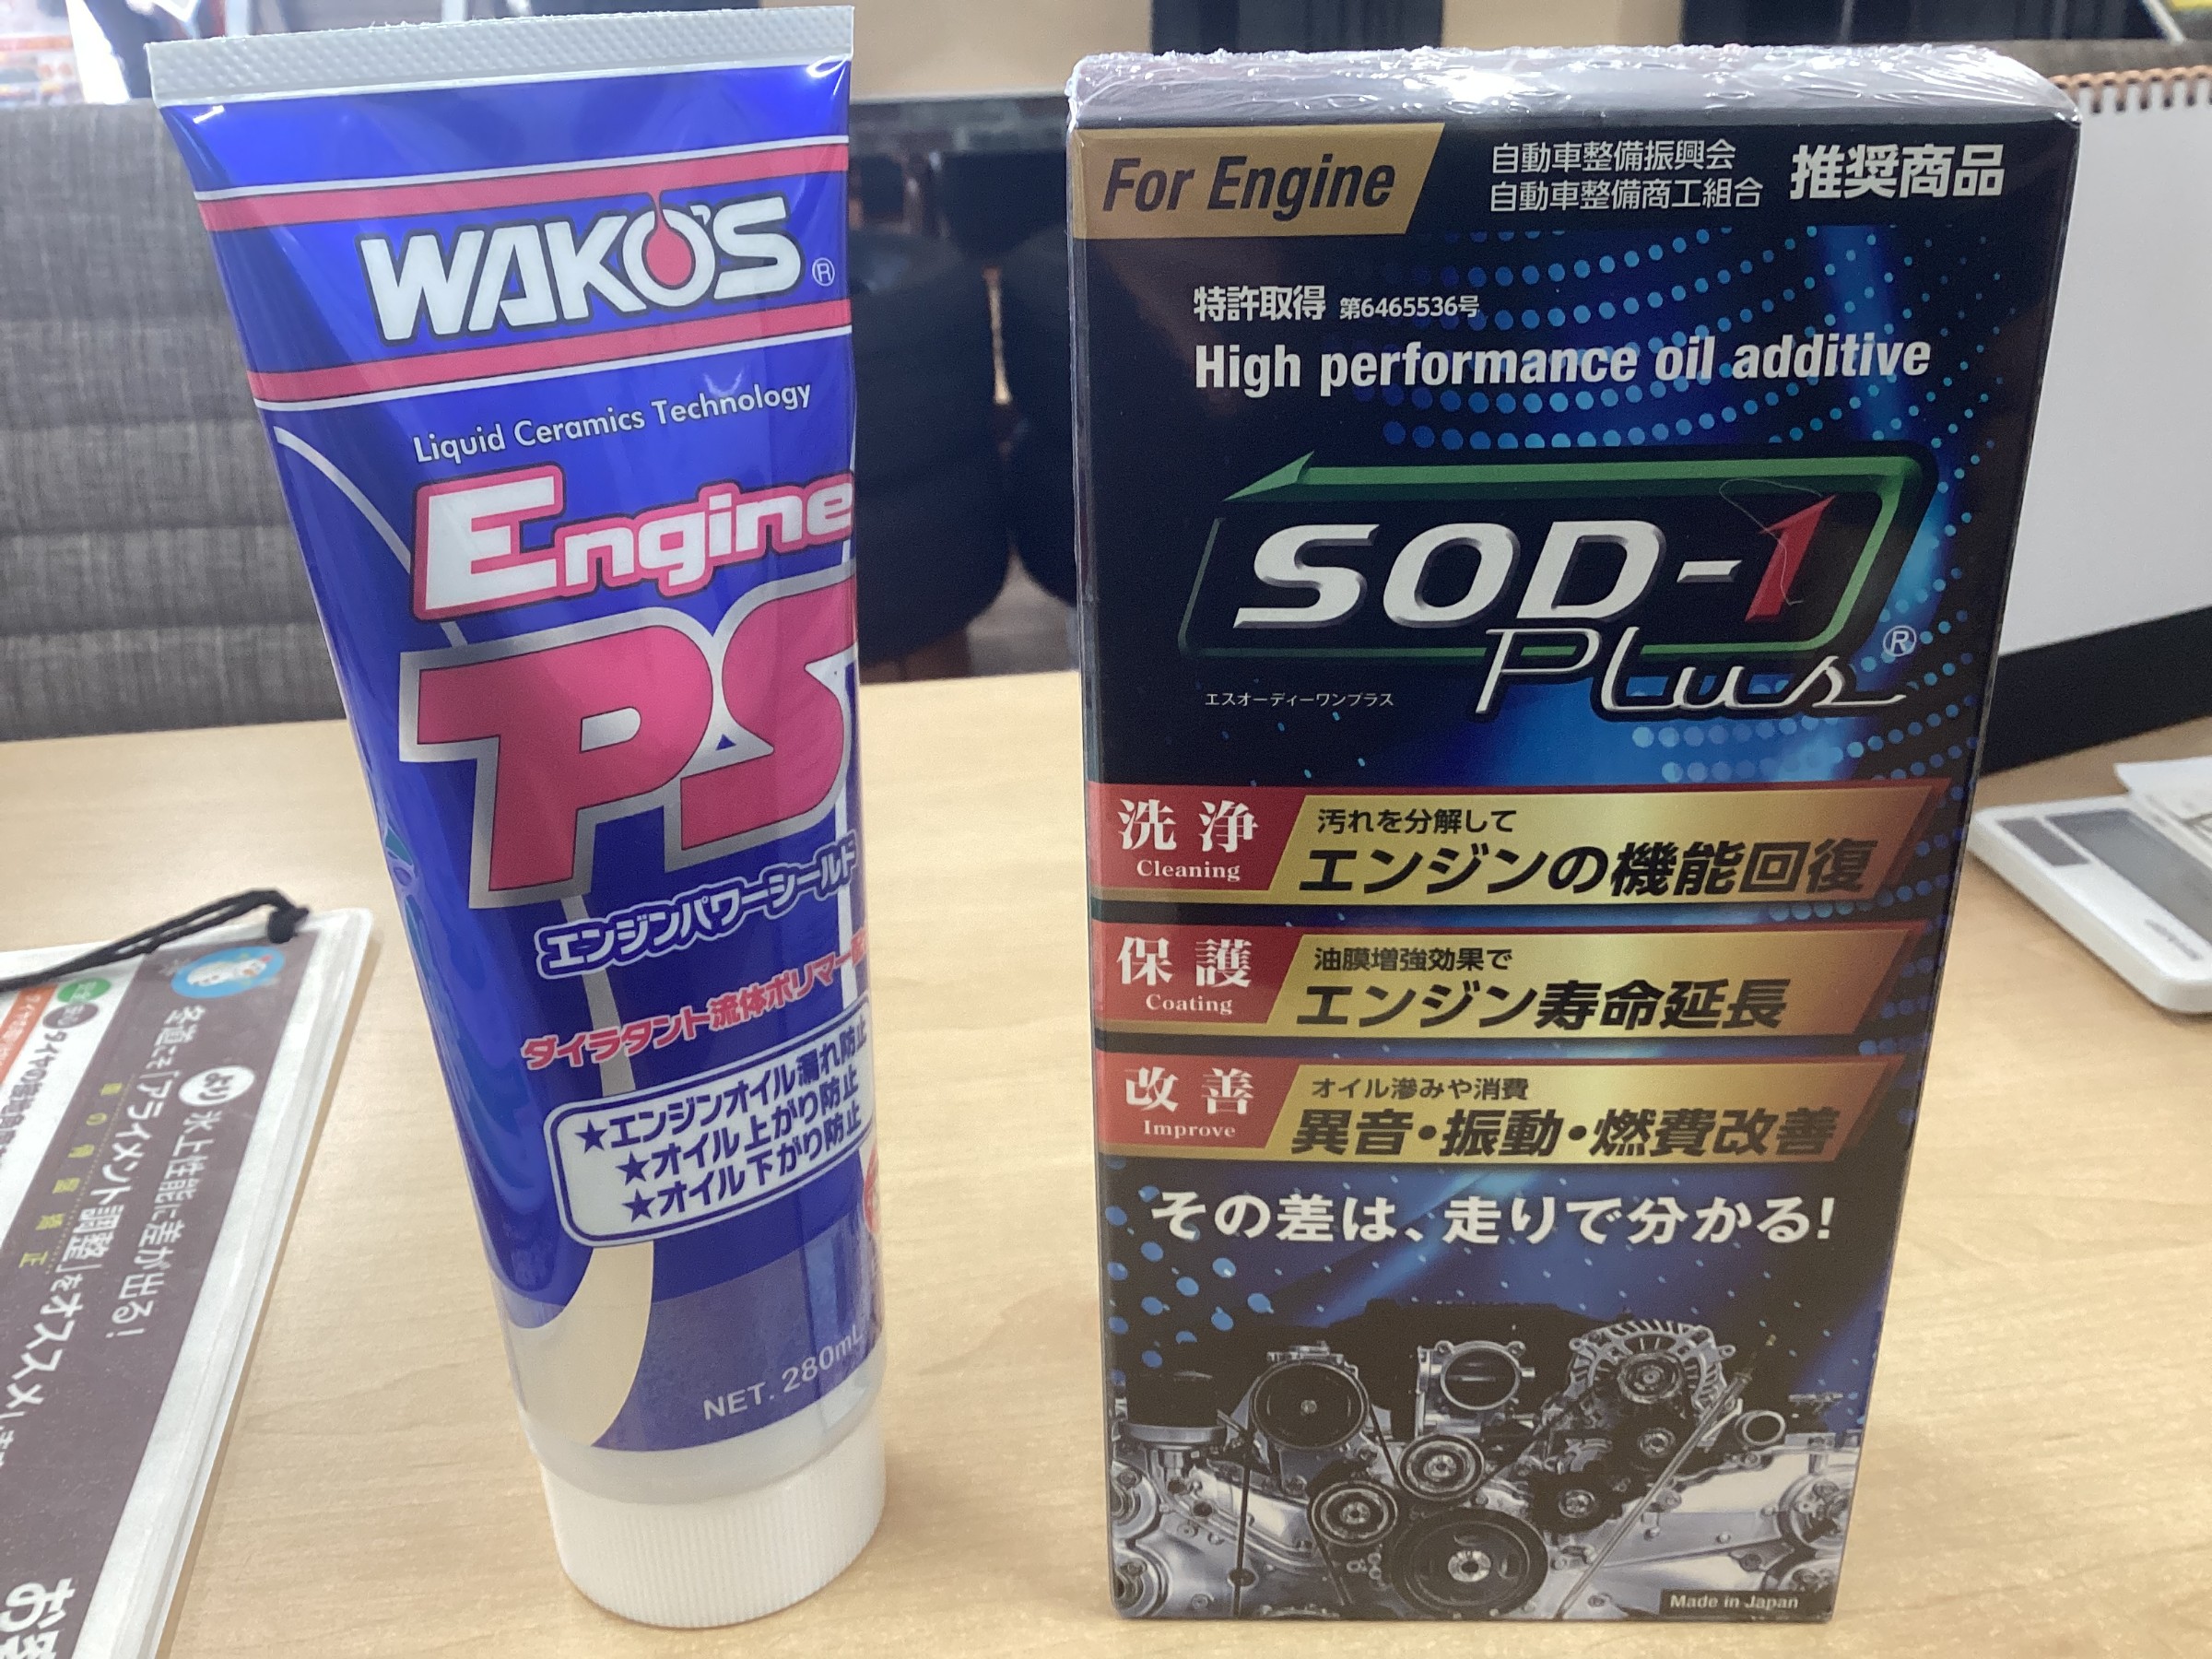 WAKO'S®
Liquid Ceramics Technology
Engine
PS
エンジンパワーシールド
ダイラタント流体ポリマー
★エンジンオイル漏れ防止
★オイル上がり防止
★オイル下がり防止
NET. 280mL
For Engine
自動車整備振興会
自動車整備商工組合
推奨商品
特許取得 第6465536号
High performance oil additive
SOD-1
Plus®
エスオーディーワンプラス
洗浄
Cleaning
汚れを分解して
エンジンの機能回復
保護
Coating
油膜増強効果で
エンジン寿命延長
改善
Improve
オイル滲みや消費
異音・振動・燃費改善
その差は、走りで分かる!
Made in Japan
より氷上性能に差が出る!
冬道にも「アライメント調整」をオススメ